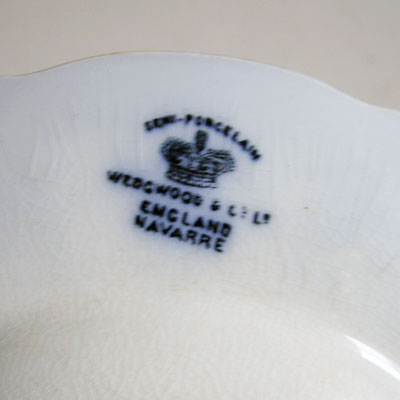 SEMI-PORCELAIN
WEDGWOOD & Co Ld
ENGLAND
NAVARRE